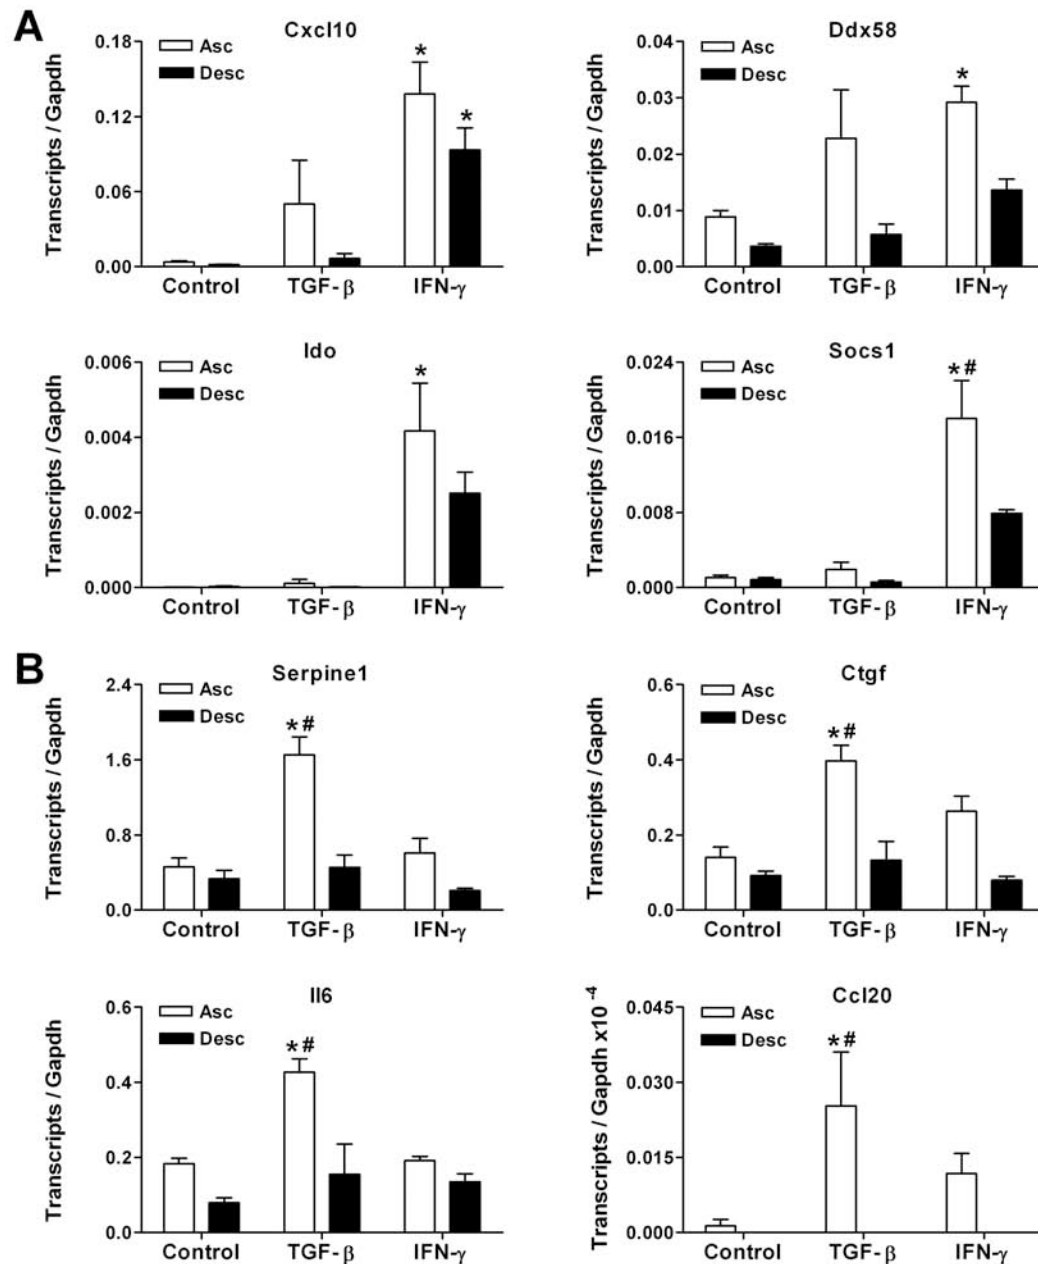 A
Cxcl10
Transcripts / Gapdh
0.18
0.12
0.06
0.00
Asc
Desc
*
*
Control TGF-β IFN-γ
Ddx58
Transcripts / Gapdh
0.04
0.03
0.02
0.01
0.00
Asc
Desc
*
Control TGF-β IFN-γ
Ido
Transcripts / Gapdh
0.006
0.004
0.002
0.000
Asc
Desc
*
Control TGF-β IFN-γ
Socs1
Transcripts / Gapdh
0.024
0.016
0.008
0.000
Asc
Desc
*#
Control TGF-β IFN-γ
B
Serpine1
Transcripts / Gapdh
2.4
1.6
0.8
0.0
Asc
Desc
*#
Control TGF-β IFN-γ
Ctgf
Transcripts / Gapdh
0.6
0.4
0.2
0.0
Asc
Desc
*#
Control TGF-β IFN-γ
Il6
Transcripts / Gapdh
0.6
0.4
0.2
0.0
Asc
Desc
*#
Control TGF-β IFN-γ
Ccl20
Transcripts / Gapdh x10 -4
0.045
0.030
0.015
0.000
Asc
Desc
*#
Control TGF-β IFN-γ